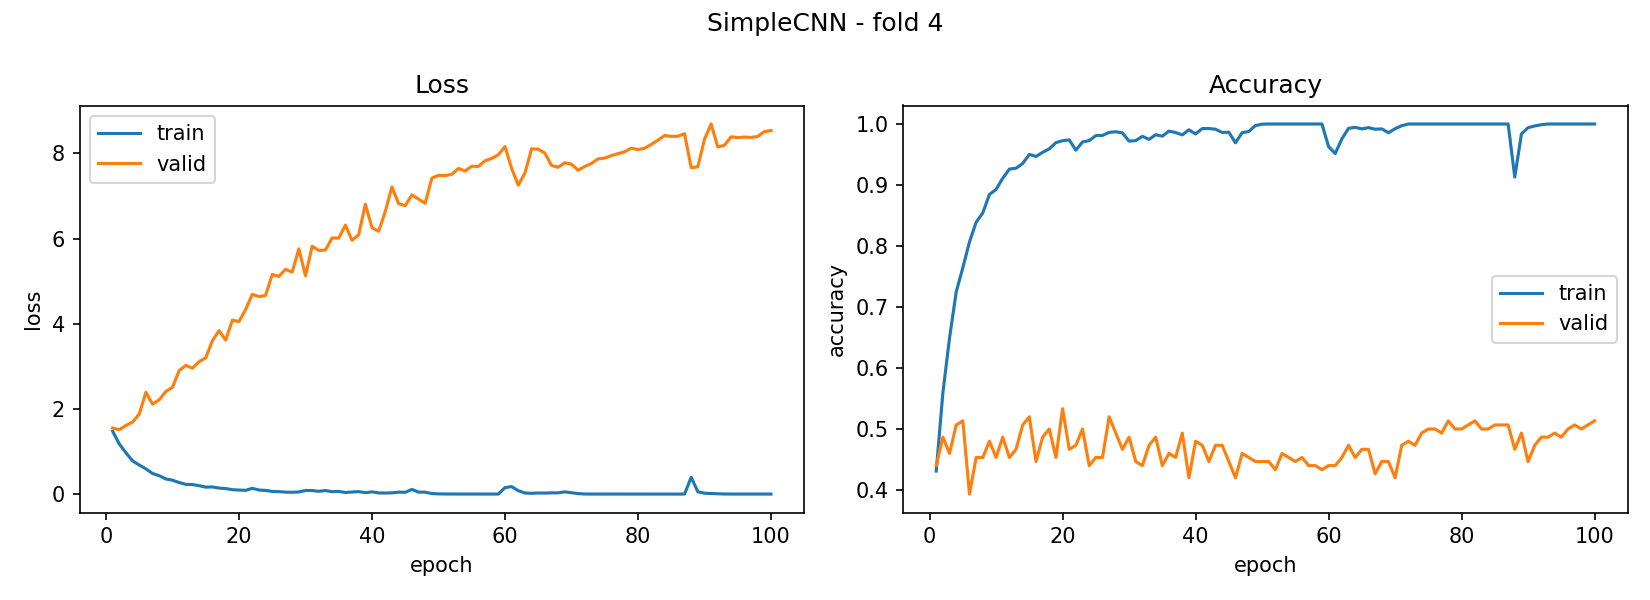 SimpleCNN - fold 4
Loss
loss
8
6
4
2
0
train
valid
0 20 40 60 80 100
epoch
Accuracy
accuracy
1.0
0.9
0.8
0.7
0.6
0.5
0.4
train
valid
0 20 40 60 80 100
epoch